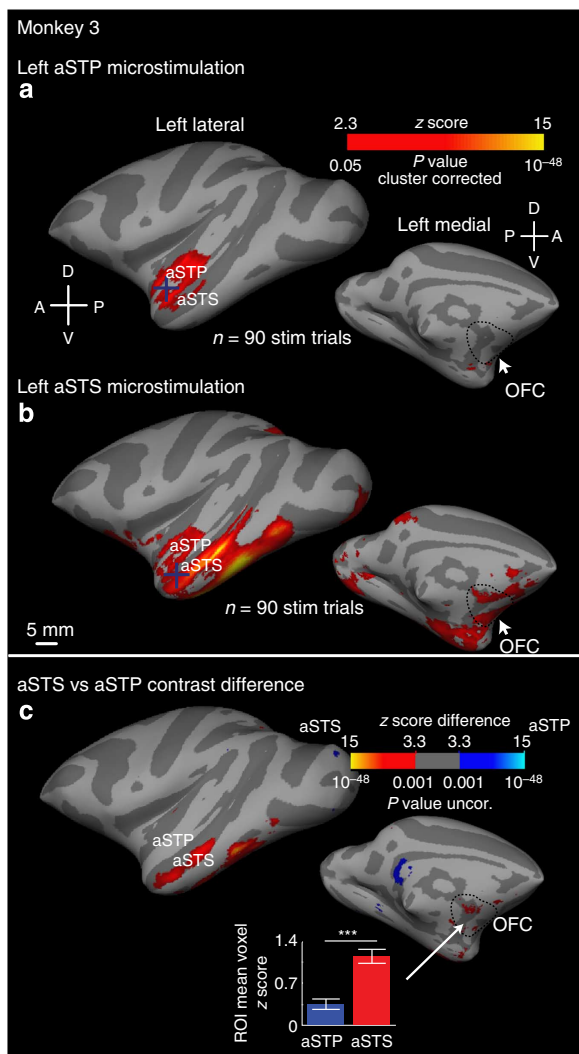 Monkey 3
Left aSTP microstimulation
a
Left lateral
2.3 z score 15
0.05 P value 10⁻⁴⁸
cluster corrected
Left medial
D
P A
V
D
A P
V
aSTP
aSTS
n = 90 stim trials
OFC
Left aSTS microstimulation
b
aSTP
aSTS
n = 90 stim trials
5 mm
OFC
aSTS vs aSTP contrast difference
c
aSTS z score difference aSTP
15 3.3 3.3 15
10⁻⁴⁸ 0.001 0.001 10⁻⁴⁸
P value uncor.
aSTP
aSTS
OFC
ROI mean voxel
z score
1.4
0.7
0
***
aSTP aSTS